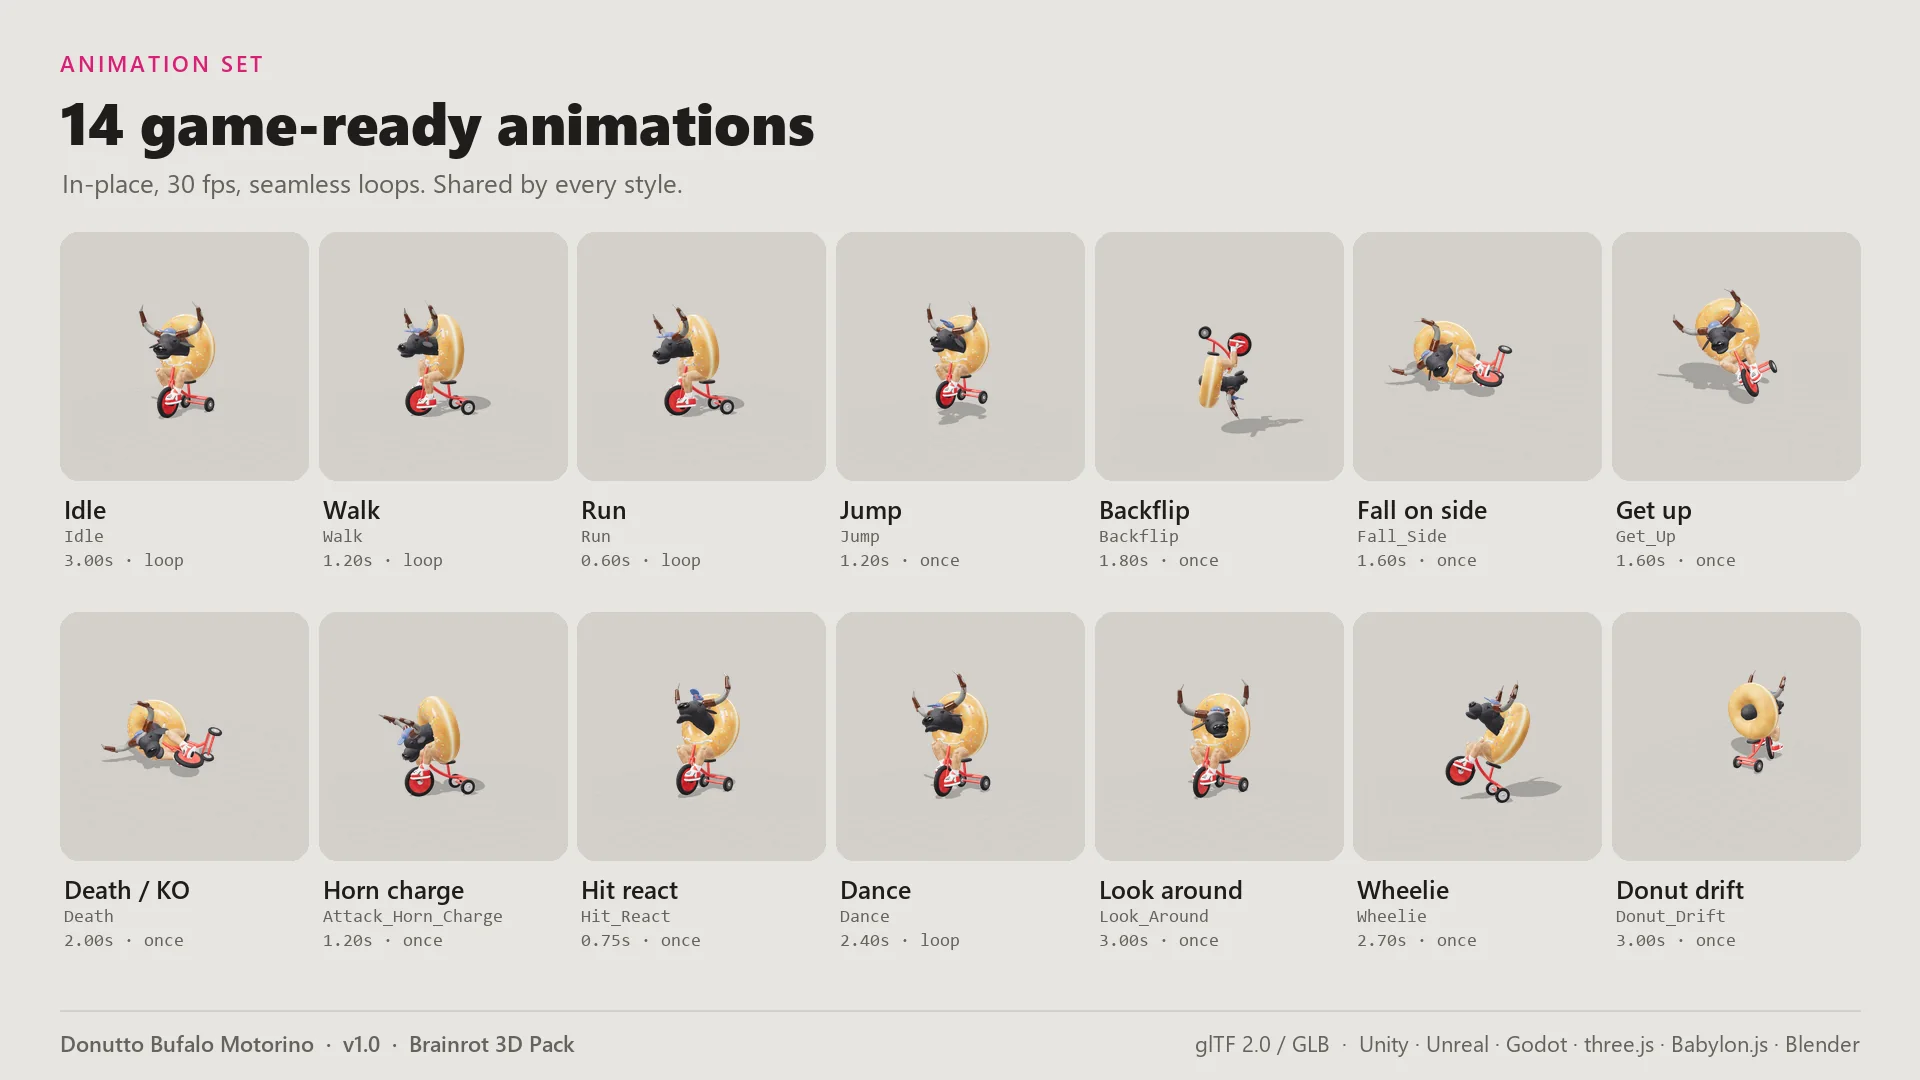 ANIMATION SET
14 game-ready animations
In-place, 30 fps, seamless loops. Shared by every style.
Idle
Idle
3.00s · loop
Walk
Walk
1.20s · loop
Run
Run
0.60s · loop
Jump
Jump
1.20s · once
Backflip
Backflip
1.80s · once
Fall on side
Fall_Side
1.60s · once
Get up
Get_Up
1.60s · once
Death / KO
Death
2.00s · once
Horn charge
Attack_Horn_Charge
1.20s · once
Hit react
Hit_React
0.75s · once
Dance
Dance
2.40s · loop
Look around
Look_Around
3.00s · once
Wheelie
Wheelie
2.70s · once
Donut drift
Donut_Drift
3.00s · once
Donutto Bufalo Motorino · v1.0 · Brainrot 3D Pack
glTF 2.0 / GLB · Unity · Unreal · Godot · three.js · Babylon.js · Blender